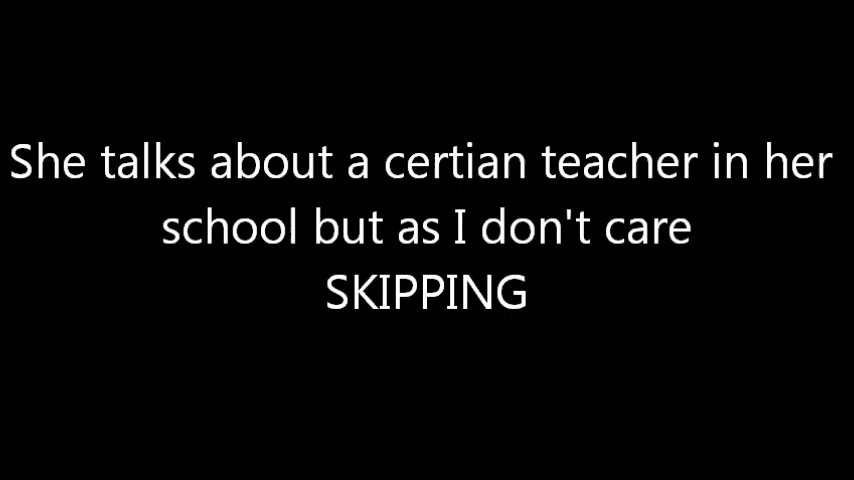 She talks about a certian teacher in her
school but as I don't care
SKIPPING